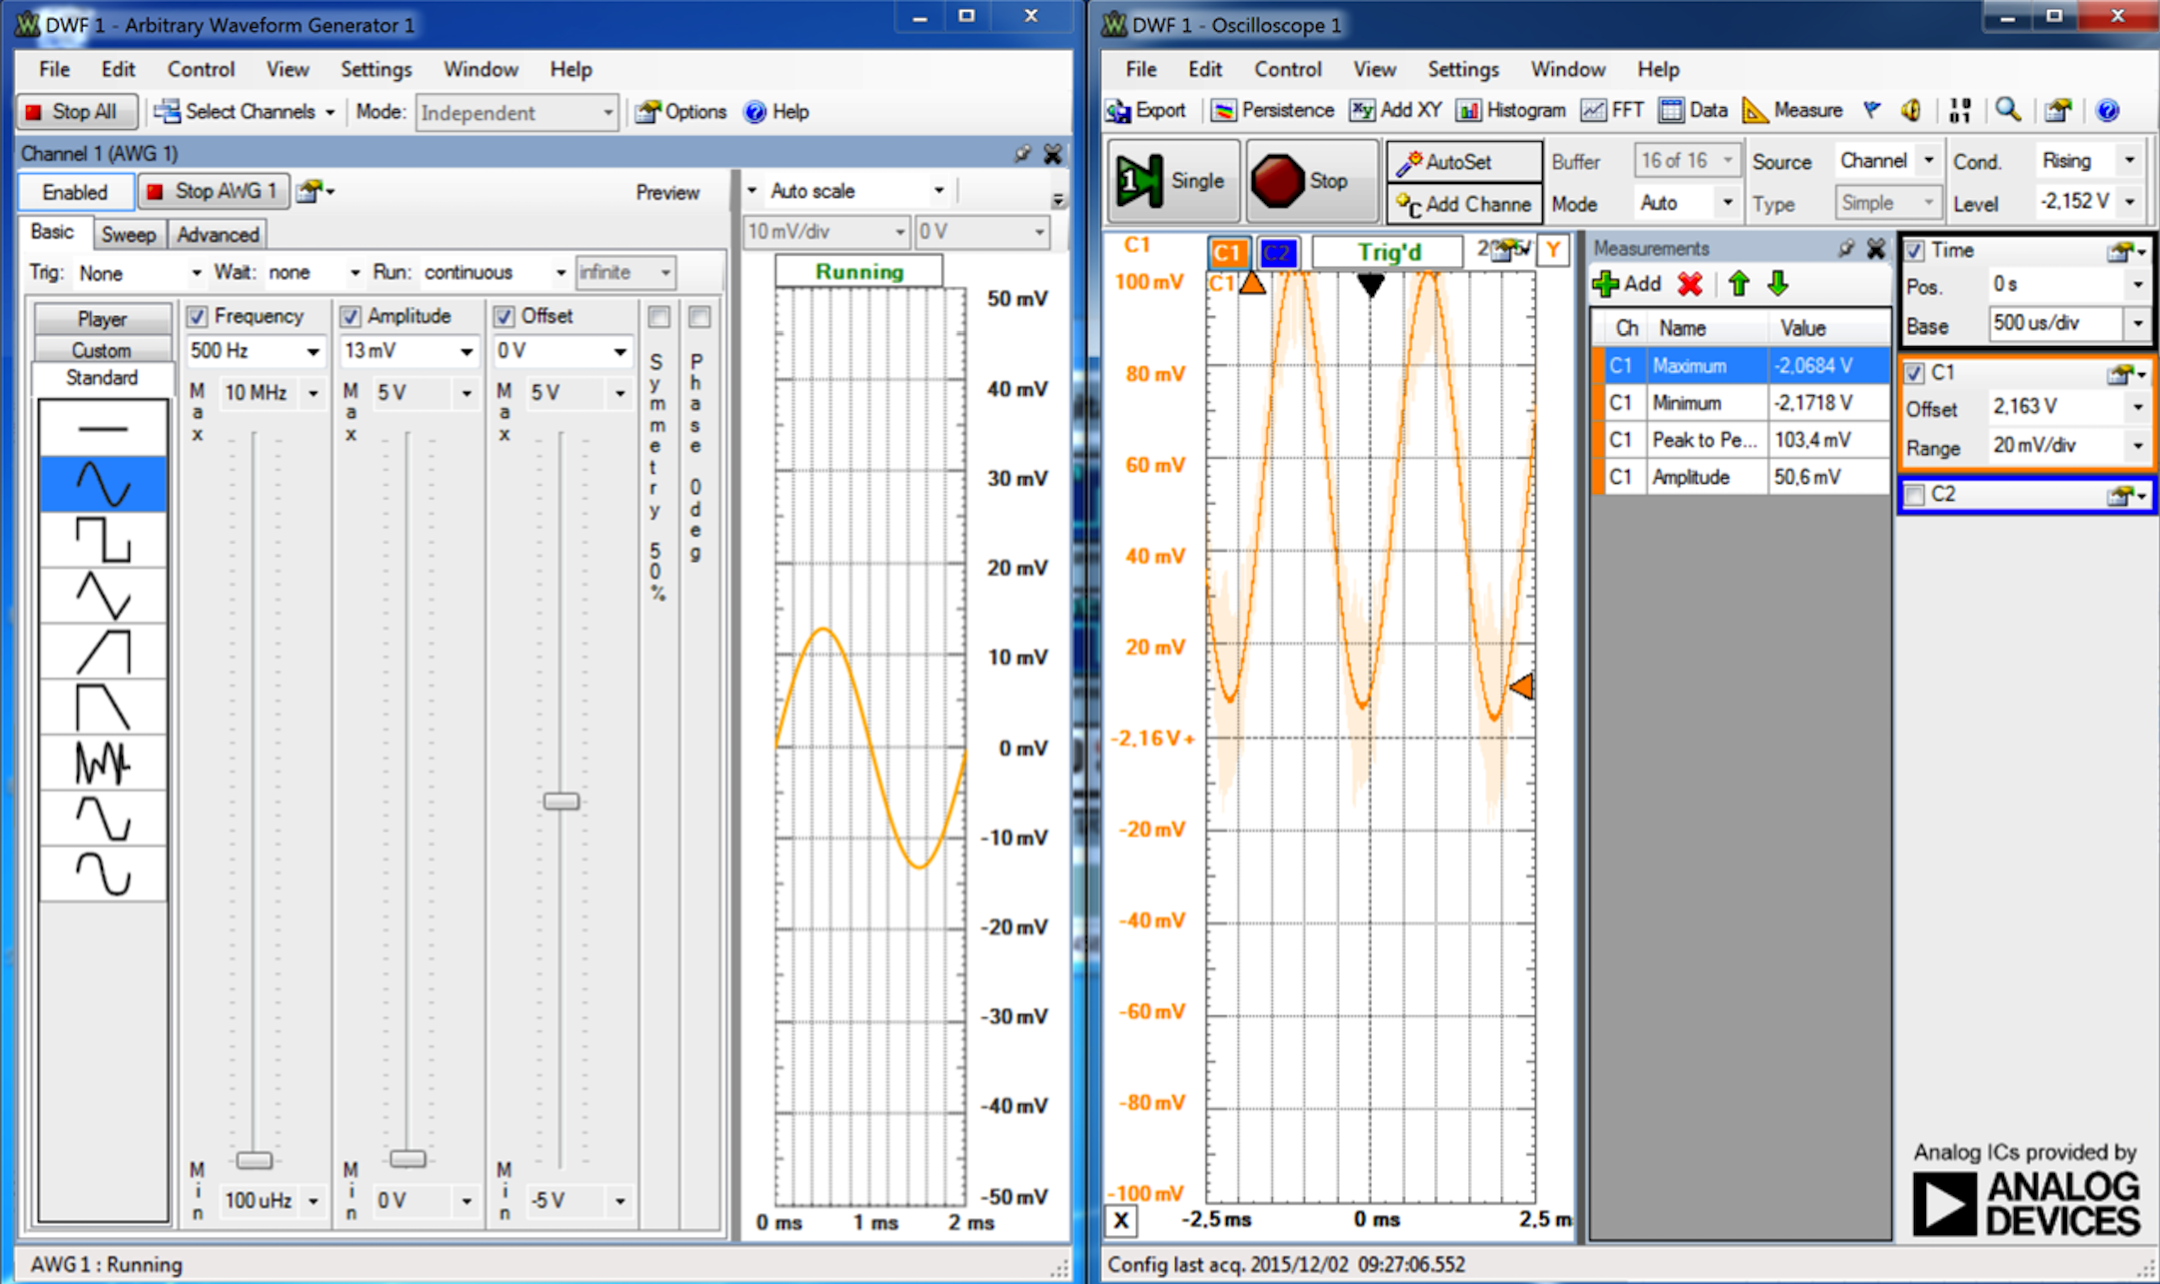 DWF 1 - Arbitrary Waveform Generator 1
File Edit Control View Settings Window Help
Stop All Select Channels Mode: Independent Options Help
Channel 1 (AWG 1)
Enabled Stop AWG 1 Preview Auto scale
10 mV/div 0 V
Basic Sweep Advanced
Trig: None Wait: none Run: continuous infinite
Running
Player
Custom
Standard
Frequency Amplitude Offset
500 Hz 13 mV 0 V
Max 10 MHz Max 5 V Max 5 V
Symmetry 50%
Phase 0deg
Min 100 uHz Min 0 V Min -5 V
50 mV
40 mV
30 mV
20 mV
10 mV
0 mV
-10 mV
-20 mV
-30 mV
-40 mV
-50 mV
0 ms 1 ms 2 ms
AWG 1 : Running
DWF 1 - Oscilloscope 1
File Edit Control View Settings Window Help
Export Persistence Xy Add XY Histogram FFT Data Measure
1 Single Stop AutoSet Buffer 16 of 16 Source Channel Cond. Rising
Add Channe Mode Auto Type Simple Level -2,152 V
C1 C1 C2 Trig'd Y
100 mV C1
80 mV
60 mV
40 mV
20 mV
-2,16 V +
-20 mV
-40 mV
-60 mV
-80 mV
-100 mV
X -2,5 ms 0 ms 2,5 m
Measurements
Add
Ch Name Value
C1 Maximum -2,0684 V
C1 Minimum -2,1718 V
C1 Peak to Pe... 103,4 mV
C1 Amplitude 50,6 mV
Time
Pos. 0 s
Base 500 us/div
C1
Offset 2,163 V
Range 20 mV/div
C2
Analog ICs provided by
ANALOG
DEVICES
Config last acq. 2015/12/02 09:27:06.552